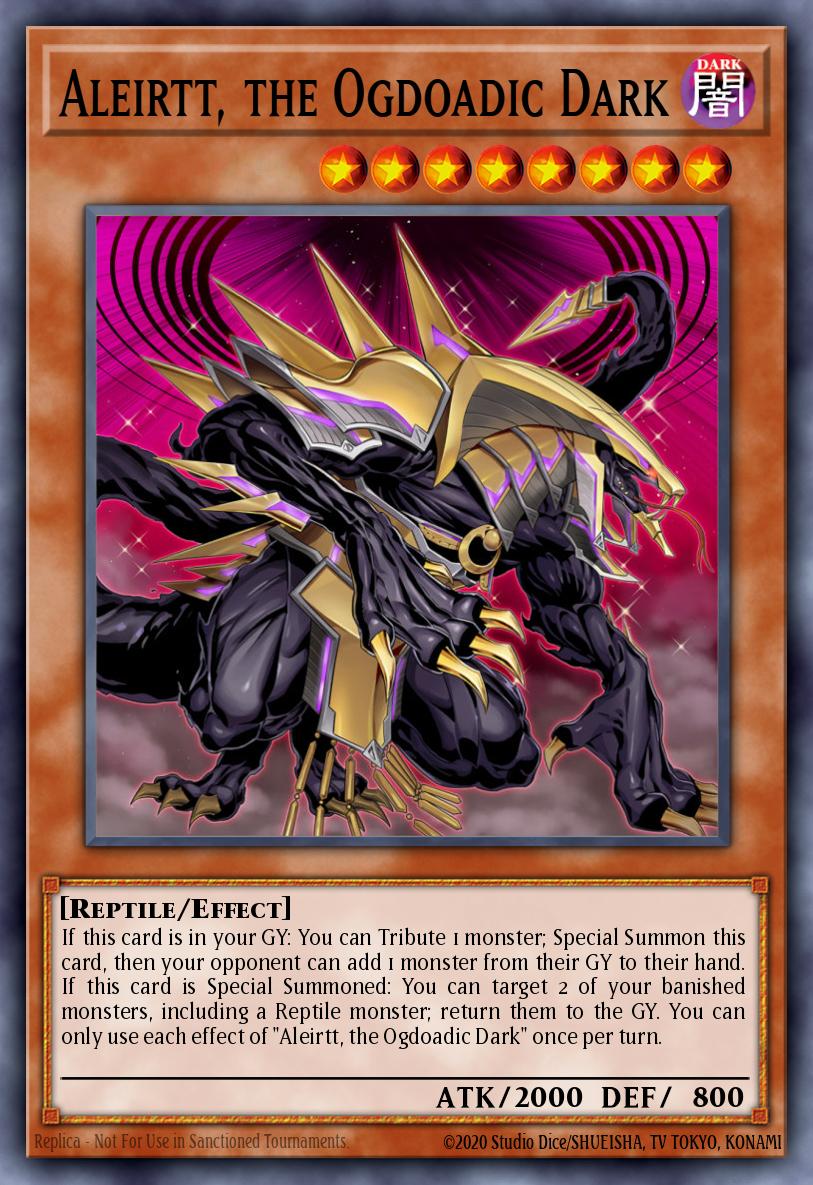 Aleirtt, the Ogdoadic Dark
DARK
闇
[Reptile/Effect]
If this card is in your GY: You can Tribute 1 monster; Special Summon this
card, then your opponent can add 1 monster from their GY to their hand.
If this card is Special Summoned: You can target 2 of your banished
monsters, including a Reptile monster; return them to the GY. You can
only use each effect of "Aleirtt, the Ogdoadic Dark" once per turn.
ATK/2000 DEF/ 800
Replica - Not For Use in Sanctioned Tournaments.
©2020 Studio Dice/SHUEISHA, TV TOKYO, KONAMI